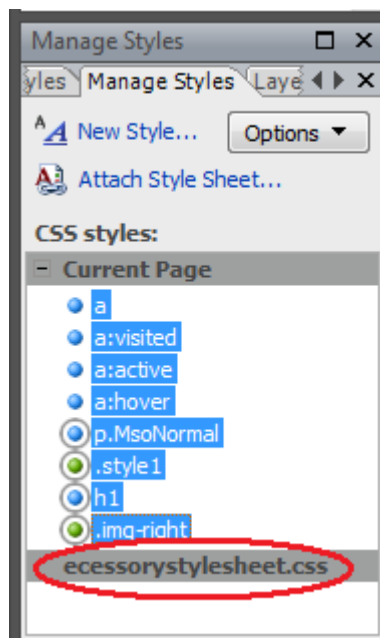 Manage Styles
yles Manage Styles Laye
New Style... Options
Attach Style Sheet...
CSS styles:
Current Page
a
a:visited
a:active
a:hover
p.MsoNormal
.style1
h1
.img-right
ecessorystylesheet.css